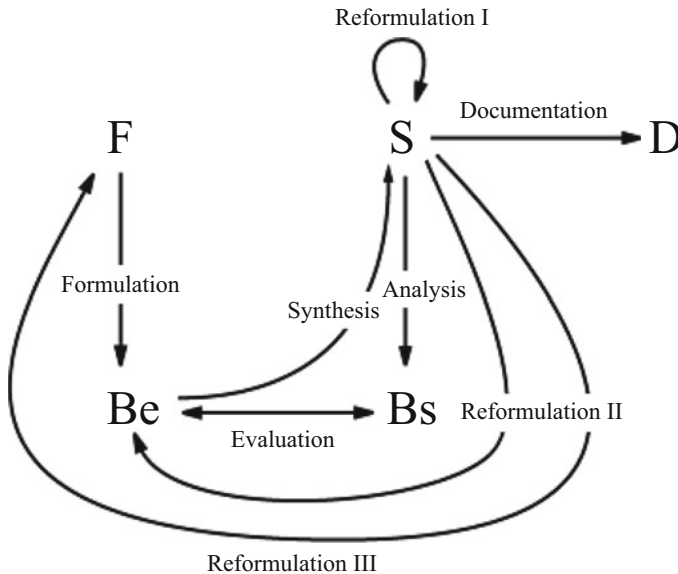 Reformulation I
Documentation
F
S
D
Formulation
Analysis
Synthesis
Be
Bs
Reformulation II
Evaluation
Reformulation III